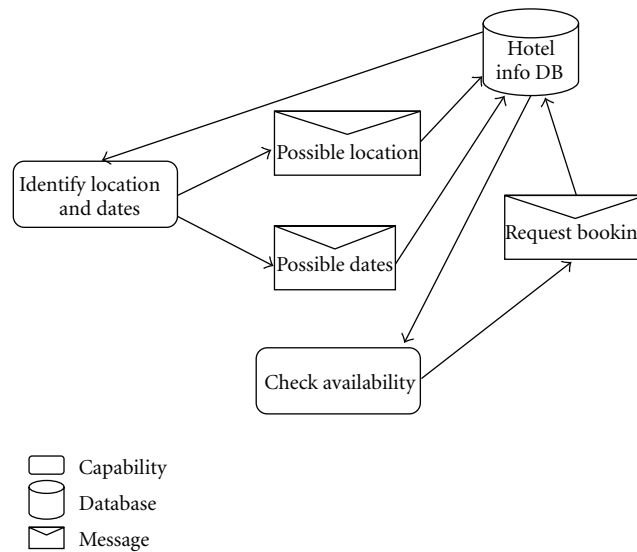 Hotel
info DB
Possible location
Identify location
and dates
Request bookin
Possible dates
Check availability
Capability
Database
Message